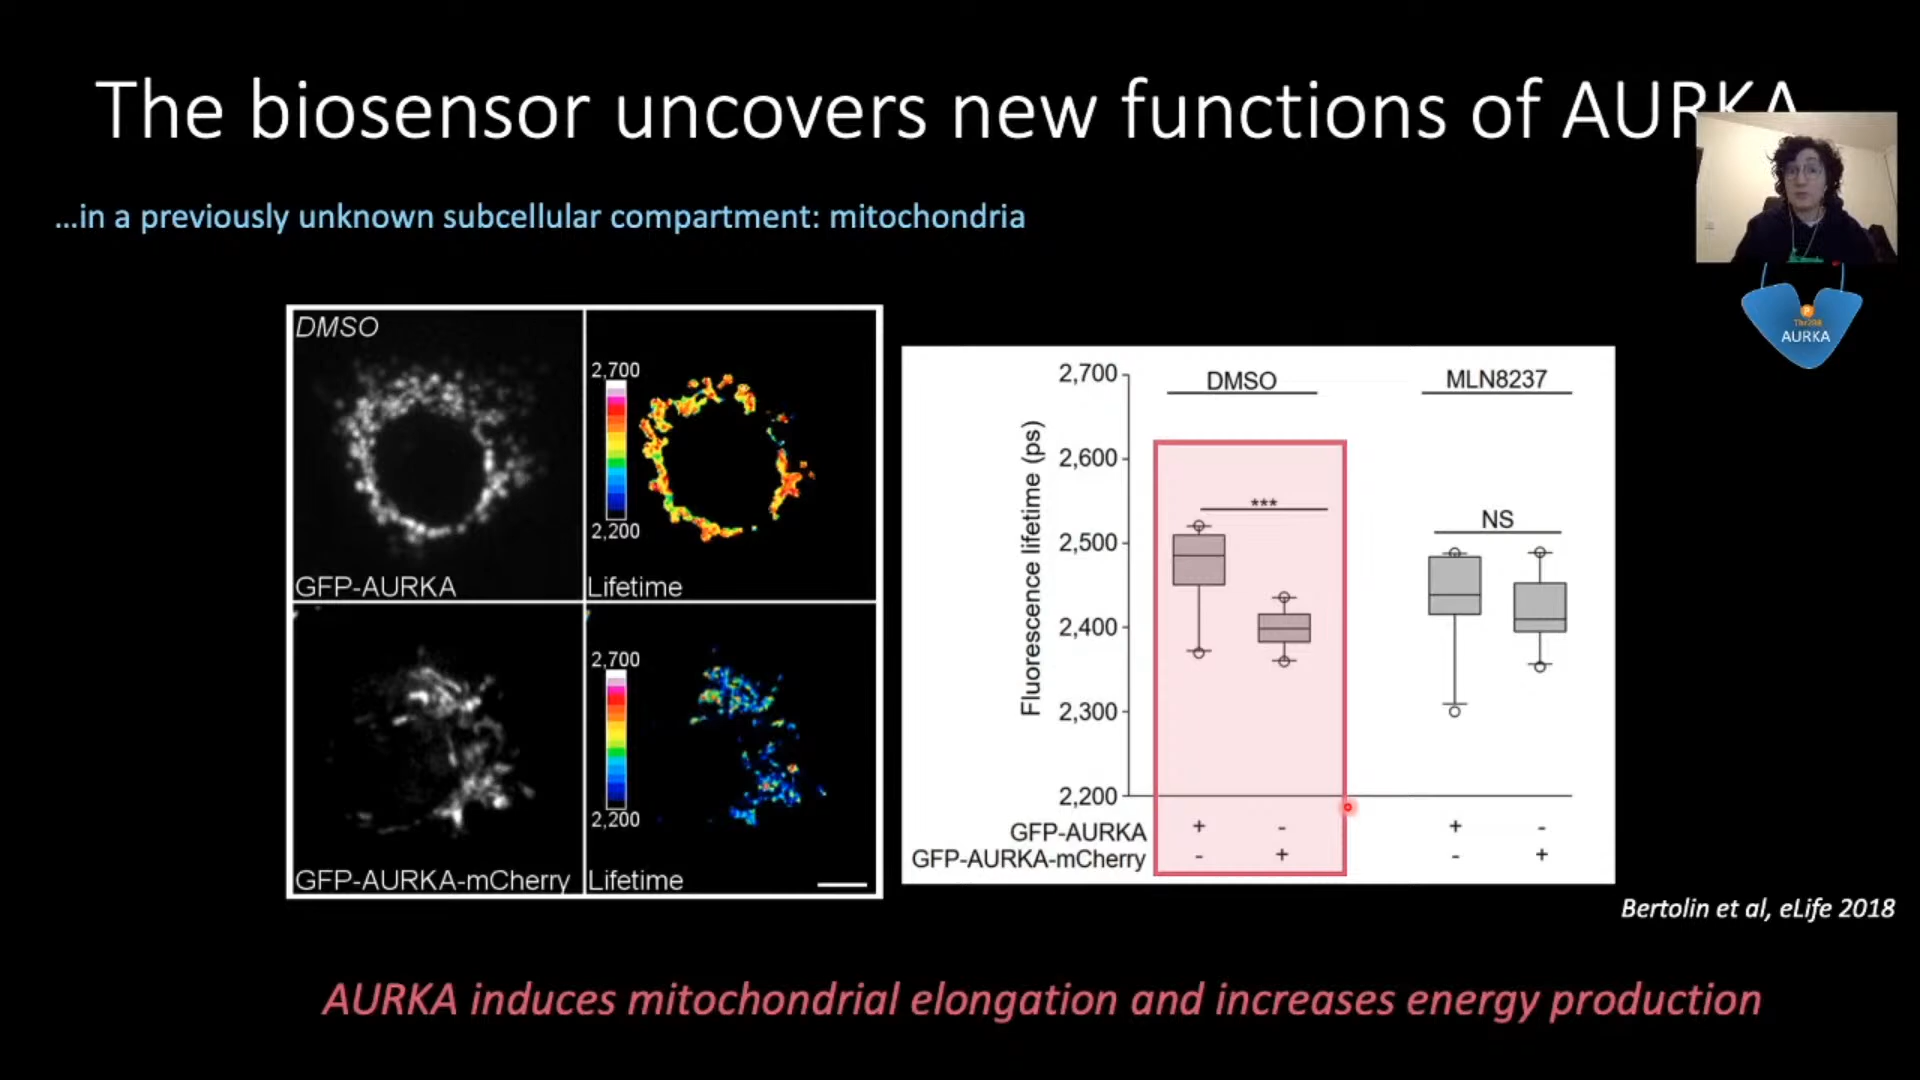 The biosensor uncovers new functions of AURKA
...in a previously unknown subcellular compartment: mitochondria
DMSO
2,700
2,200
GFP-AURKA
Lifetime
2,700
2,200
GFP-AURKA-mCherry
Lifetime
DMSO
MLN8237
***
NS
Fluorescence lifetime (ps)
2,700
2,600
2,500
2,400
2,300
2,200
GFP-AURKA + - + -
GFP-AURKA-mCherry - + - +
P
Thr288
AURKA
Bertolin et al, eLife 2018
AURKA induces mitochondrial elongation and increases energy production